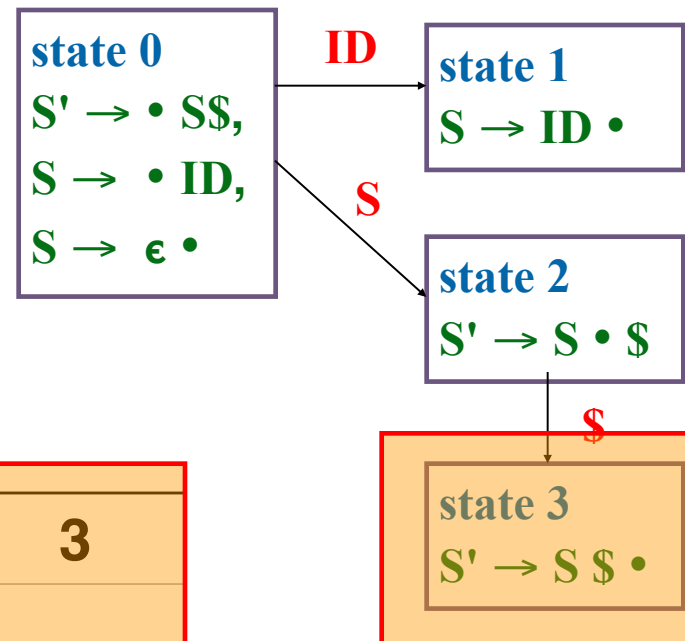 state 0
S' → • S$,
S → • ID,
S → ϵ •
ID
S
state 1
S → ID •
state 2
S' → S • $
$
state 3
S' → S $ •
3